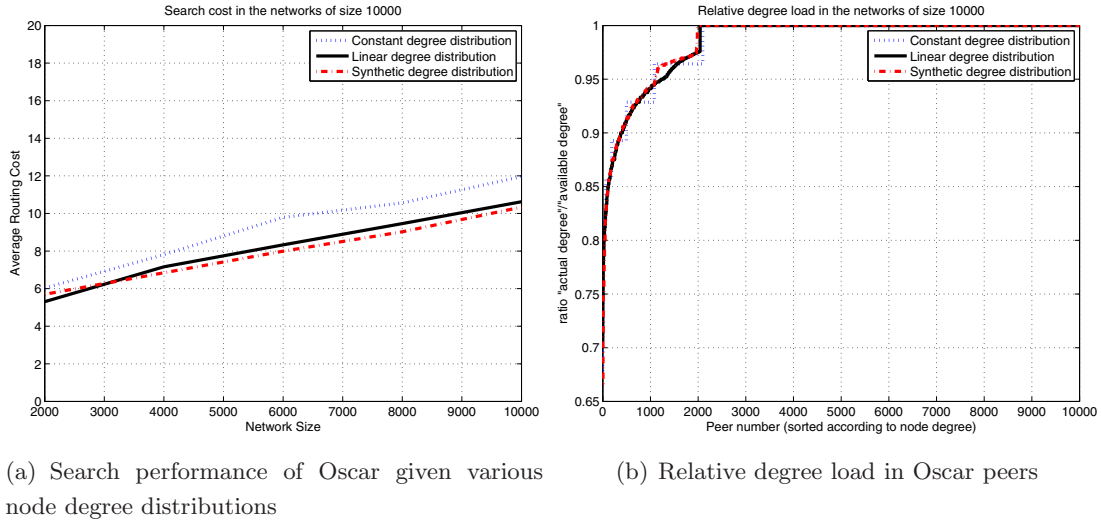 Search cost in the networks of size 10000
20
18
16
14
12
10
8
6
4
2
0
Average Routing Cost
Constant degree distribution
Linear degree distribution
Synthetic degree distribution
2000 3000 4000 5000 6000 7000 8000 9000 10000
Network Size
(a) Search performance of Oscar given various
node degree distributions
Relative degree load in the networks of size 10000
1
0.95
0.9
0.85
0.8
0.75
0.7
0.65
ratio "actual degree"/"available degree"
Constant degree distribution
Linear degree distribution
Synthetic degree distribution
0 1000 2000 3000 4000 5000 6000 7000 8000 9000 10000
Peer number (sorted according to node degree)
(b) Relative degree load in Oscar peers